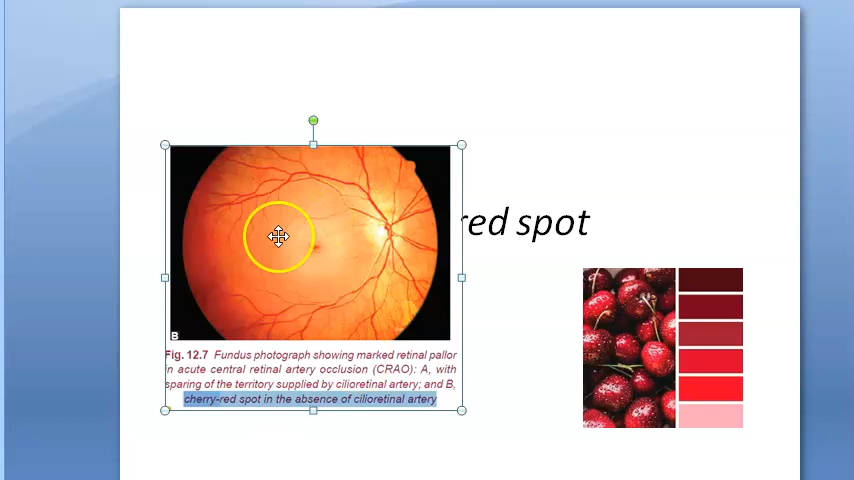 red spot
B
Fig. 12.7 Fundus photograph showing marked retinal pallor
in acute central retinal artery occlusion (CRAO): A, with
sparing of the territory supplied by cilioretinal artery; and B,
cherry-red spot in the absence of cilioretinal artery